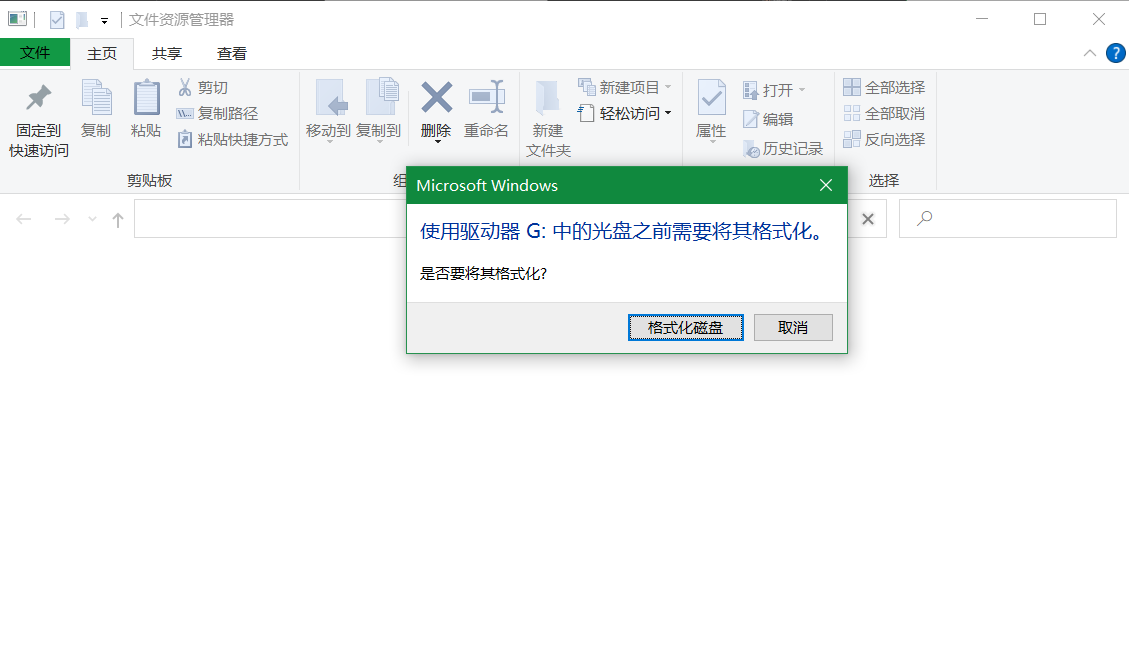 文件资源管理器
文件 主页 共享 查看
固定到
快速访问
复制
粘贴
剪切
复制路径
粘贴快捷方式
剪贴板
移动到
复制到
删除
重命名
组
新建
文件夹
新建项目
轻松访问
属性
打开
编辑
历史记录
全部选择
全部取消
反向选择
选择
Microsoft Windows
使用驱动器 G: 中的光盘之前需要将其格式化。
是否要将其格式化?
格式化磁盘 取消